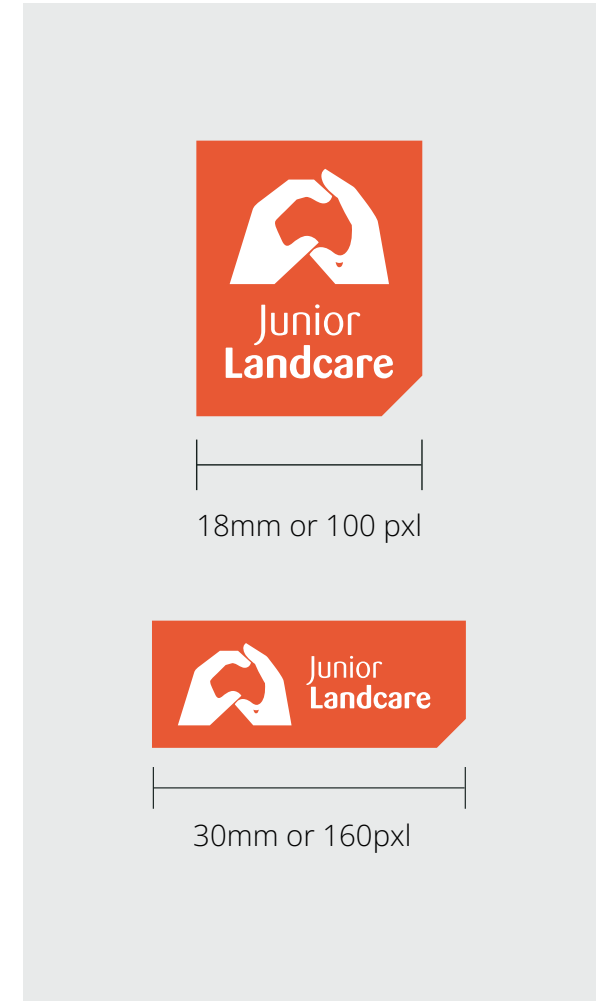 Junior
Landcare
18mm or 100 pxl
Junior
Landcare
30mm or 160pxl